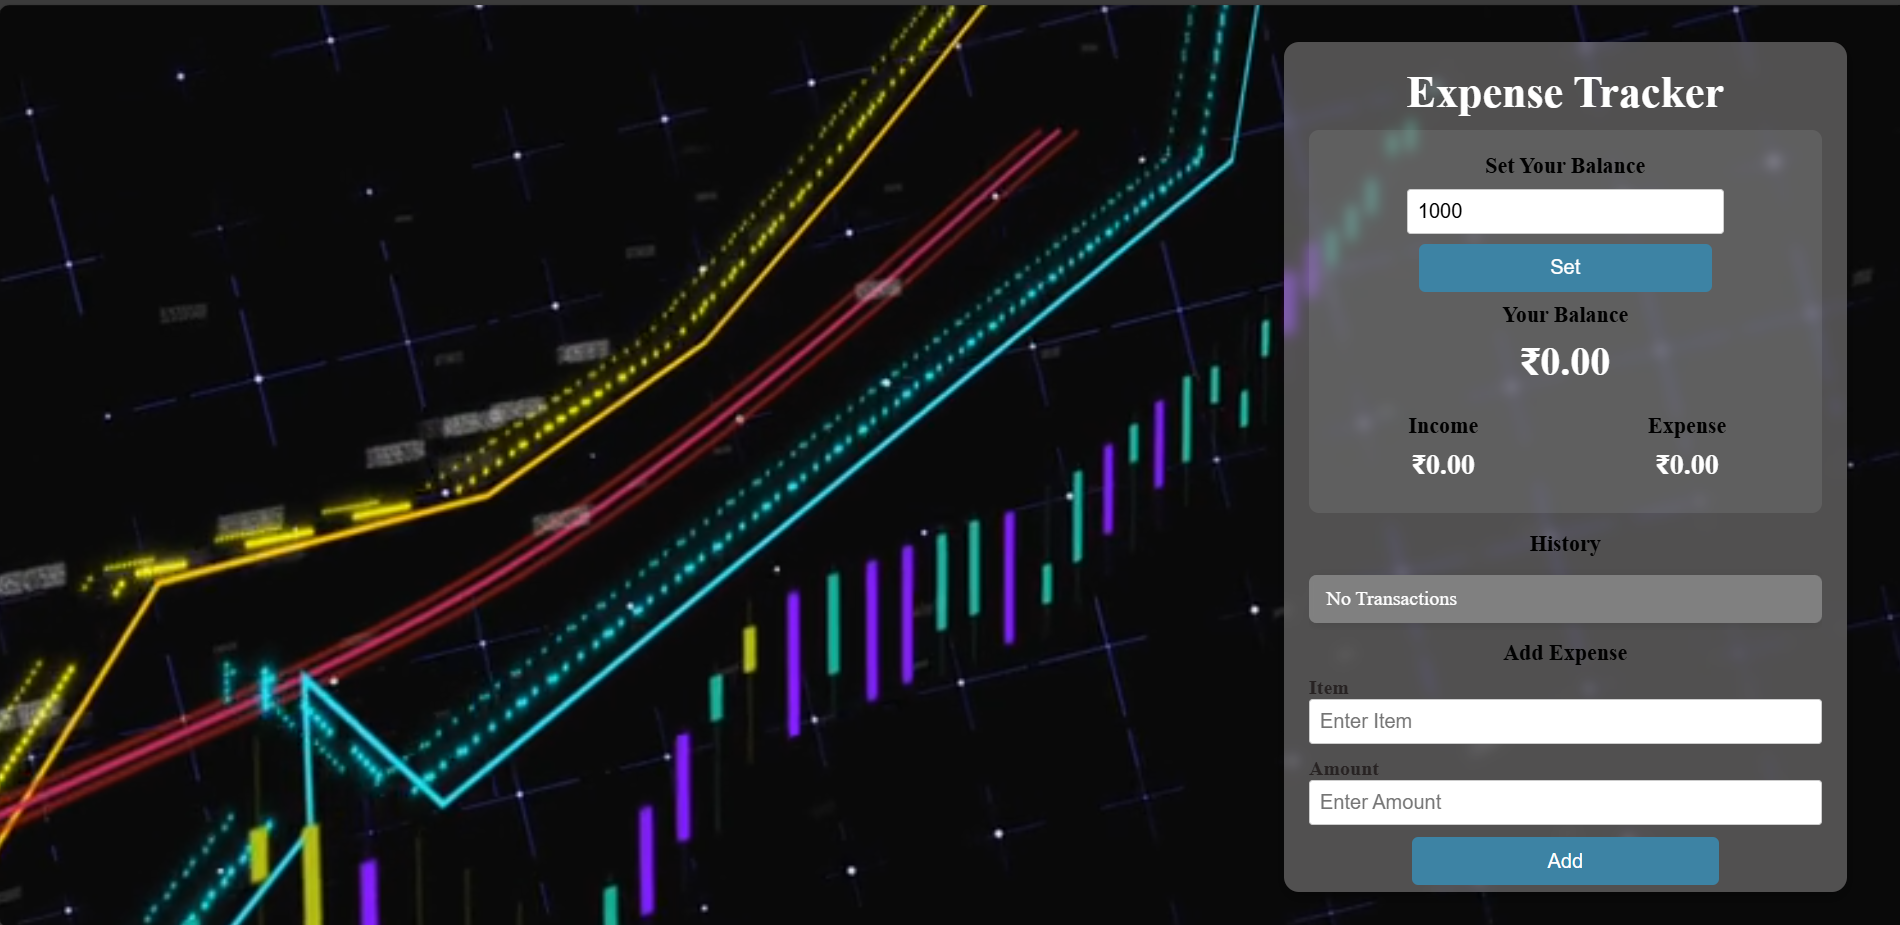 Expense Tracker
Set Your Balance
1000
Set
Your Balance
₹0.00
Income Expense
₹0.00 ₹0.00
History
No Transactions
Add Expense
Item
Enter Item
Amount
Enter Amount
Add